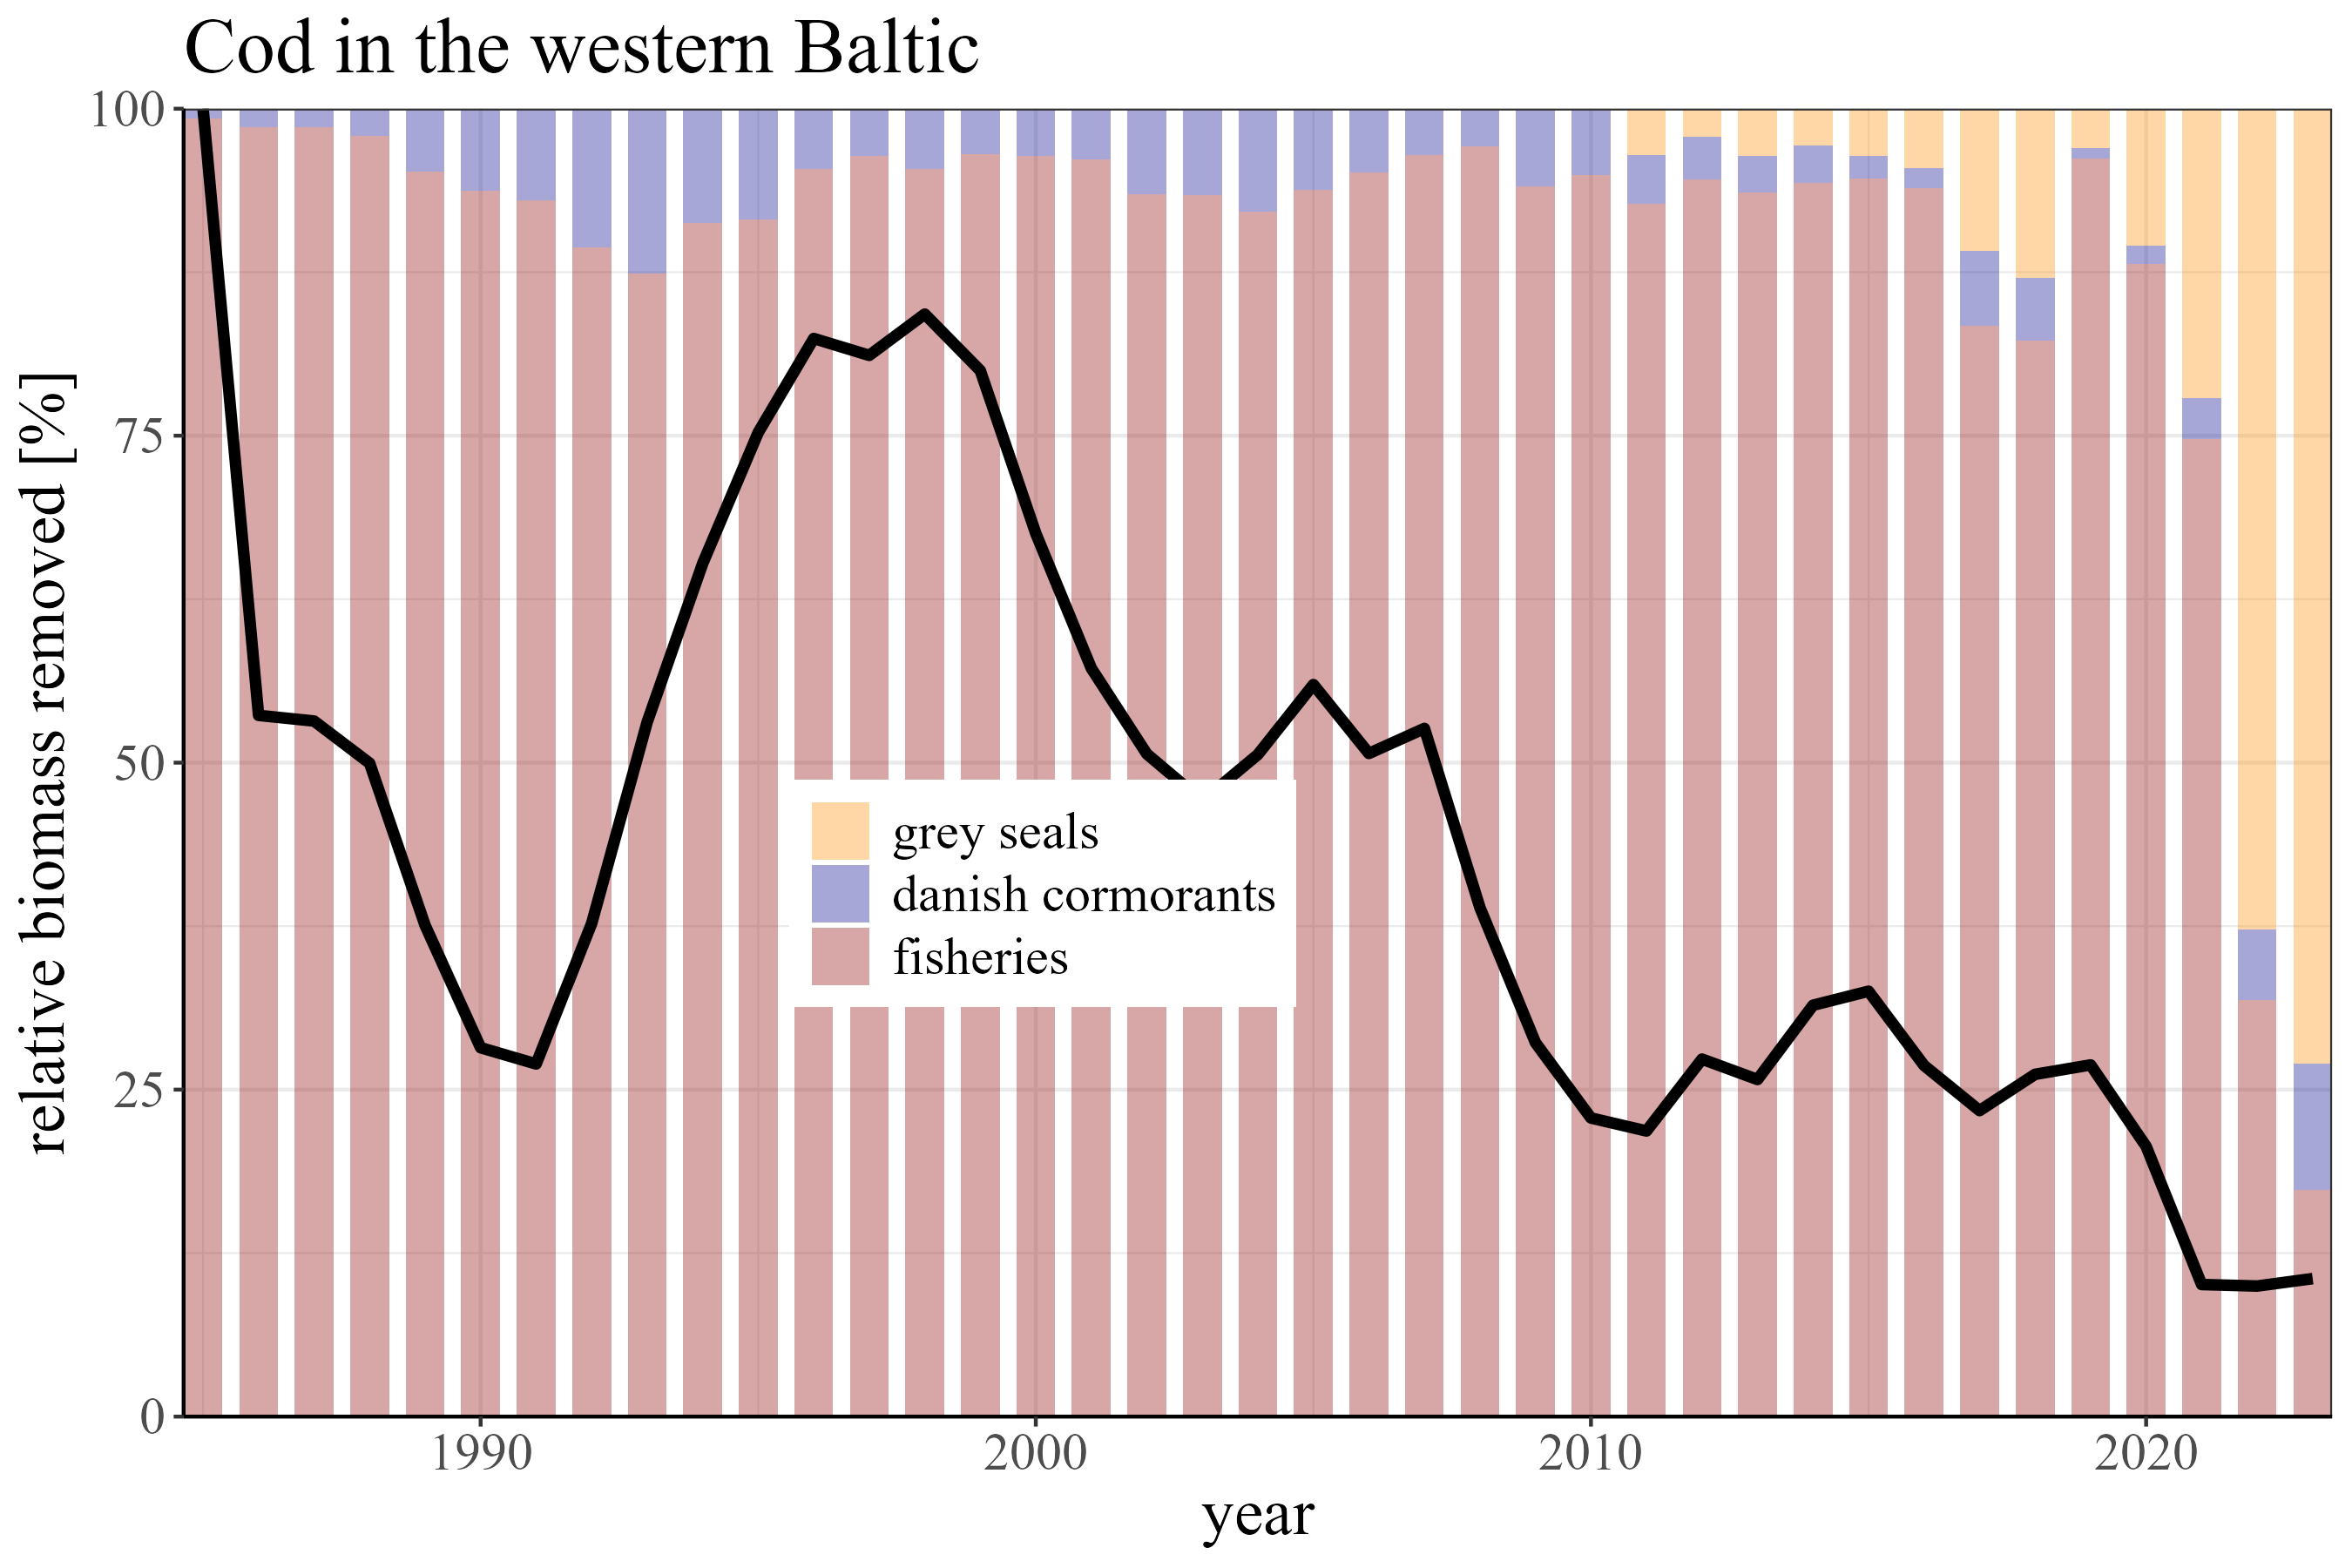 Cod in the western Baltic
relative biomass removed [%]
100
75
50
25
0
grey seals
danish cormorants
fisheries
1990 2000 2010 2020
year